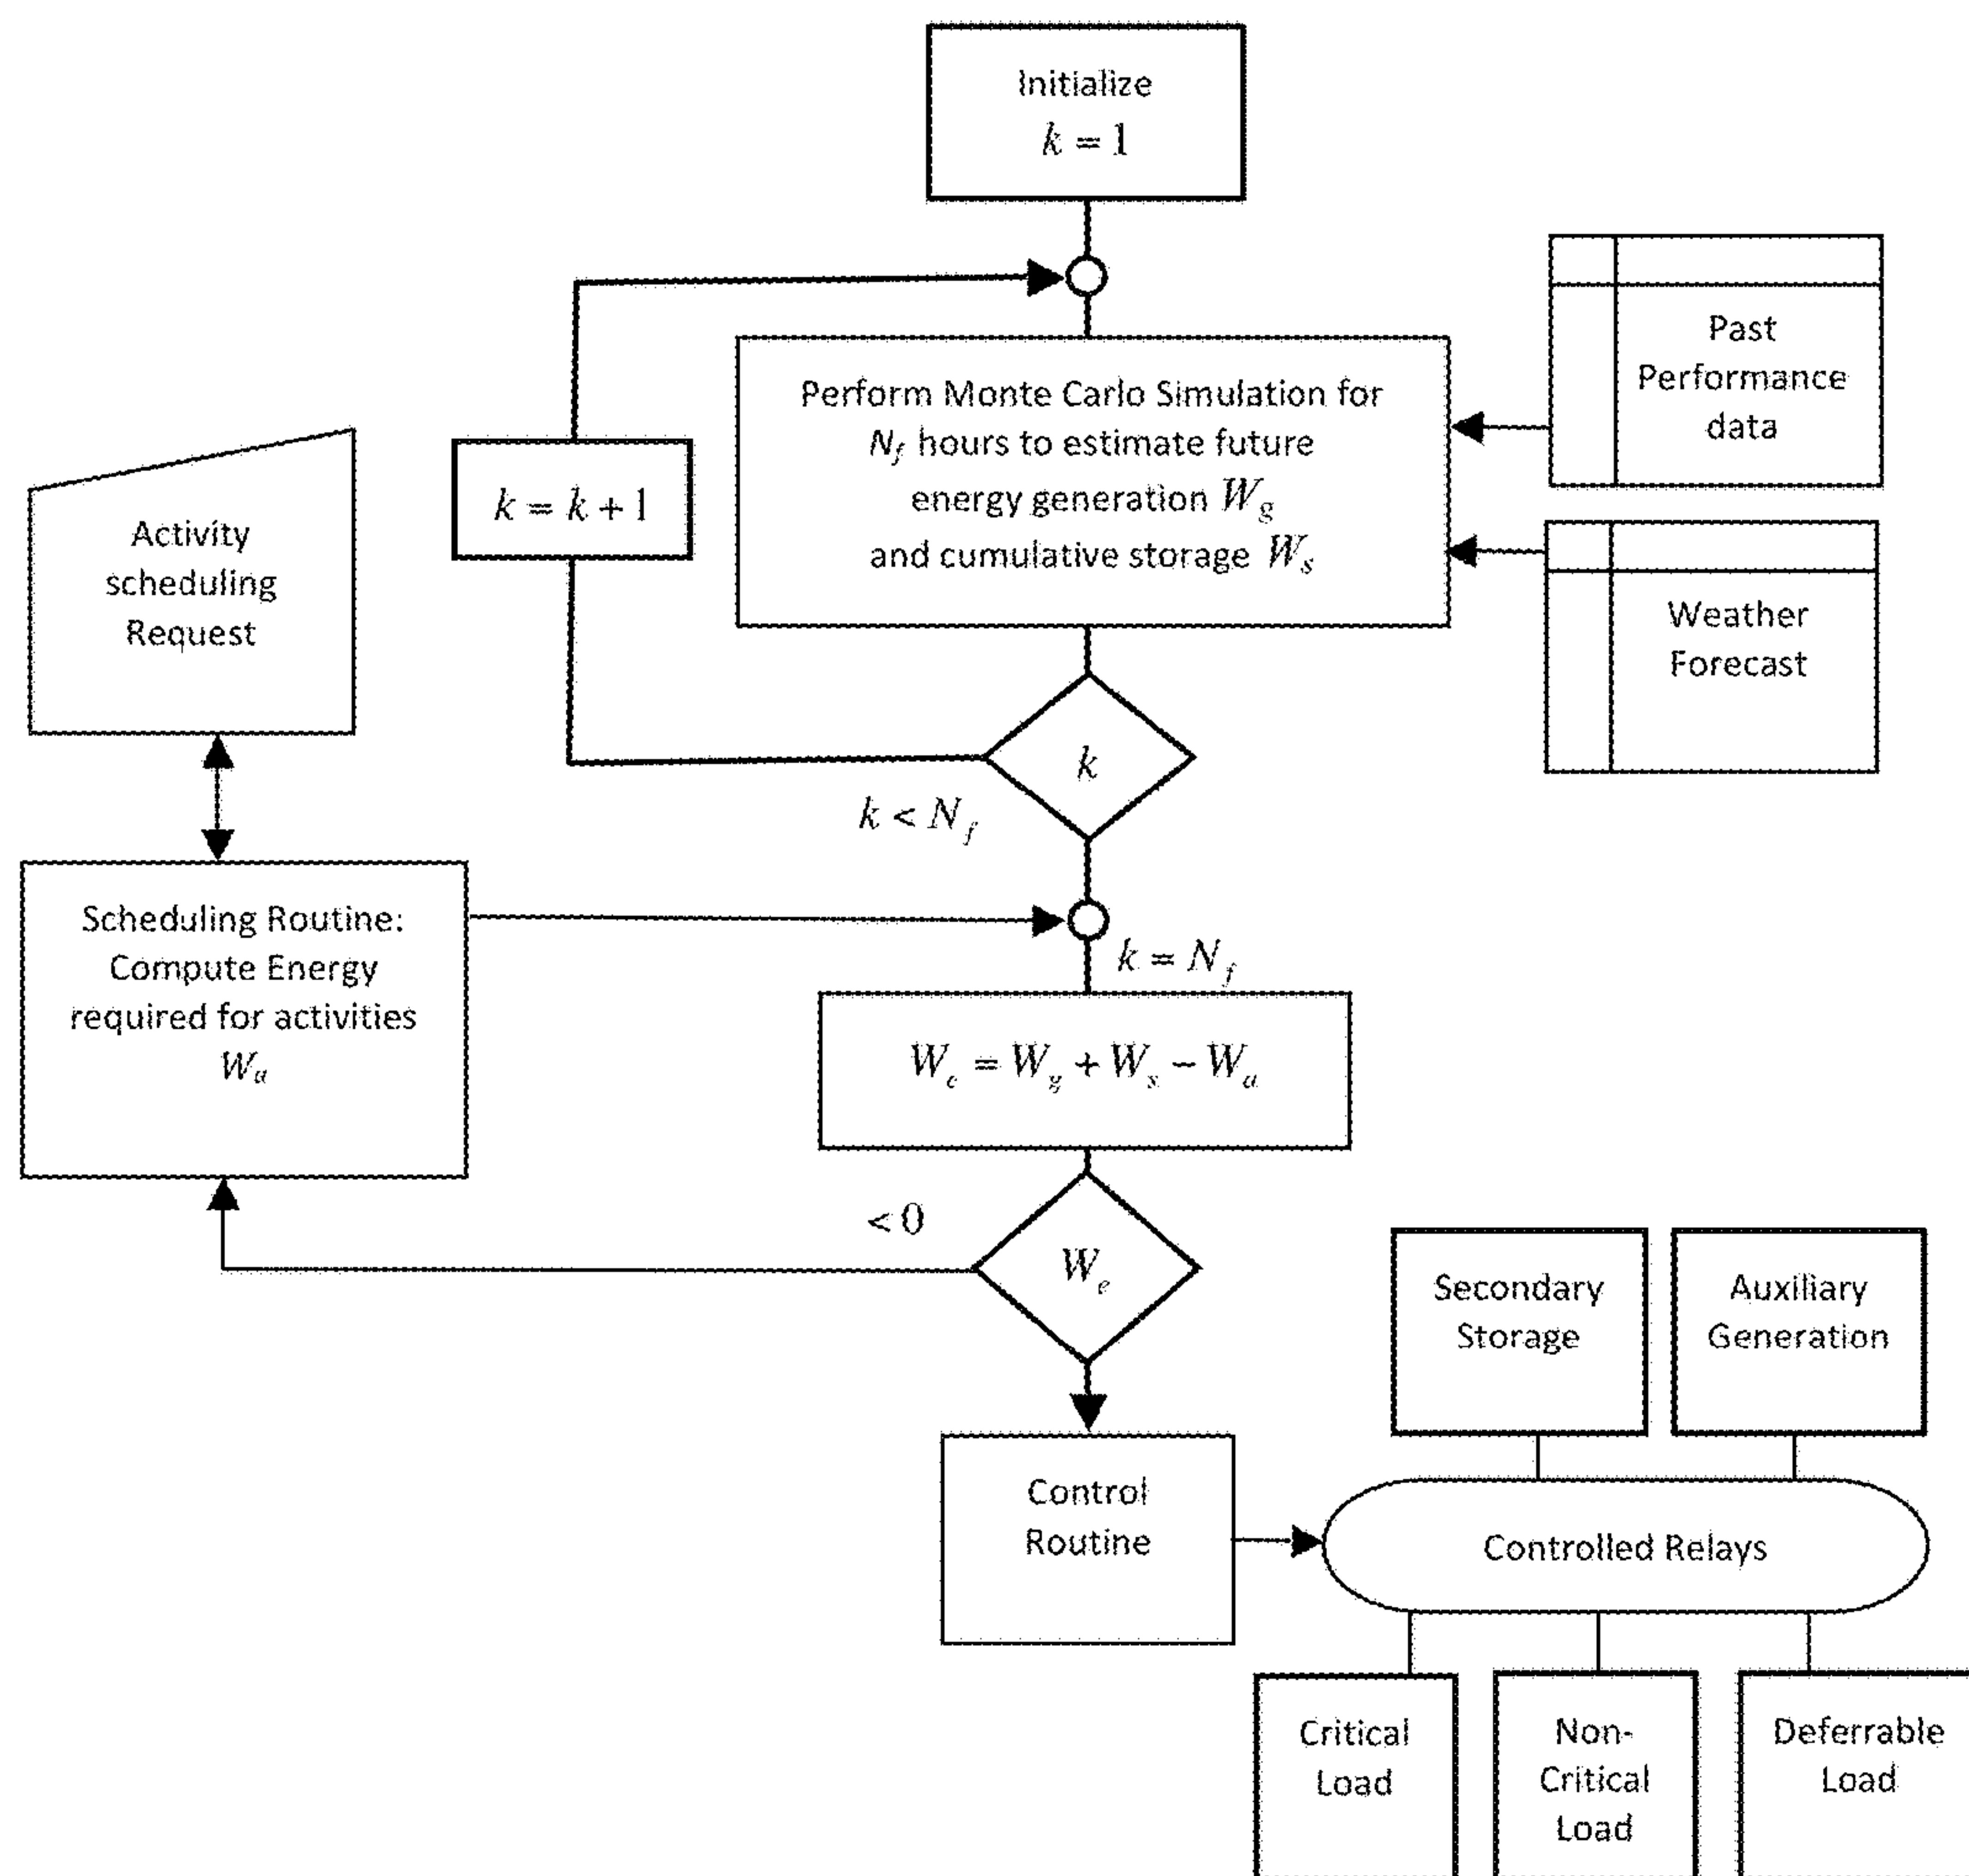 Initialize
k = 1
Past
Performance
data
Perform Monte Carlo Simulation for
N_f hours to estimate future
energy generation W_g
and cumulative storage W_s
k = k + 1
Activity
scheduling
Request
Weather
Forecast
k
k < N_f
Scheduling Routine:
Compute Energy
required for activities
W_a
k = N_f
W_e = W_g + W_s − W_a
< 0
W_e
Secondary
Storage
Auxiliary
Generation
Control
Routine
Controlled Relays
Critical
Load
Non-
Critical
Load
Deferrable
Load